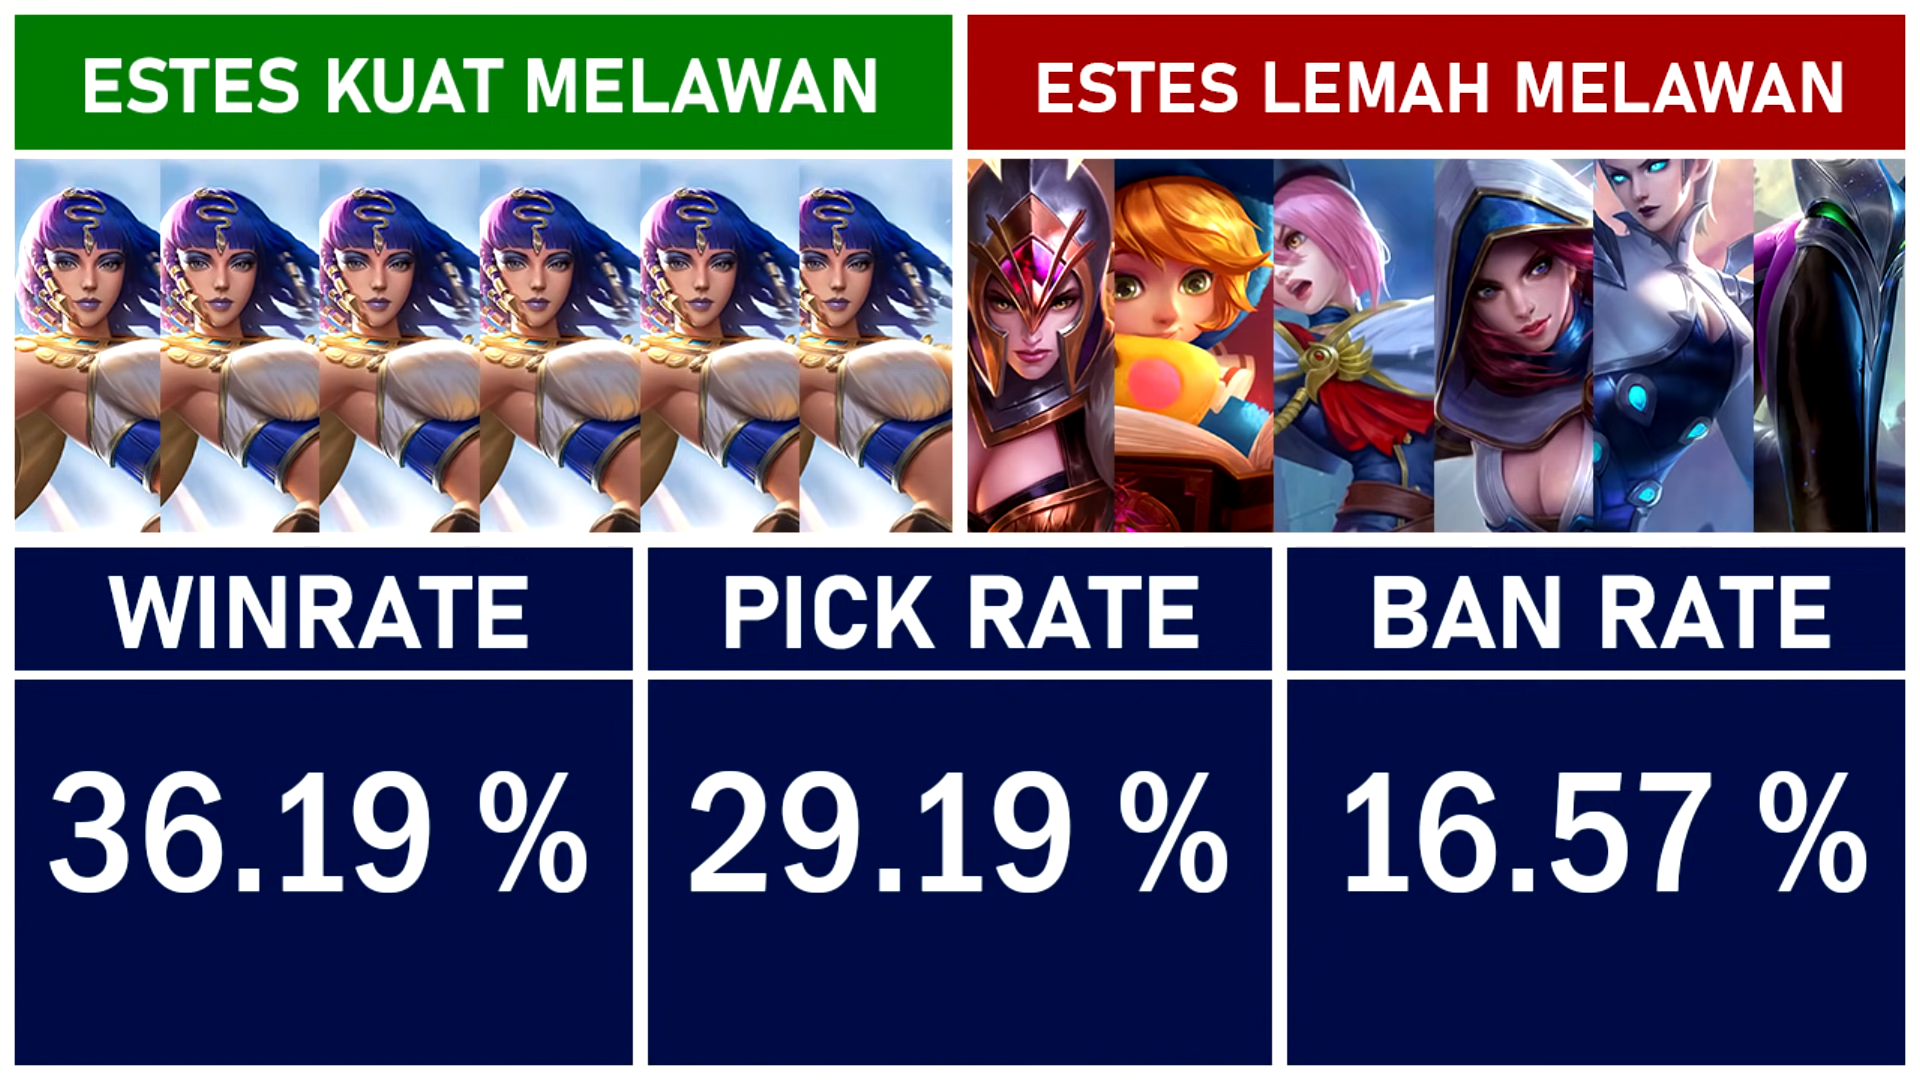 ESTES KUAT MELAWAN
ESTES LEMAH MELAWAN
WINRATE
PICK RATE
BAN RATE
36.19 %
29.19 %
16.57 %